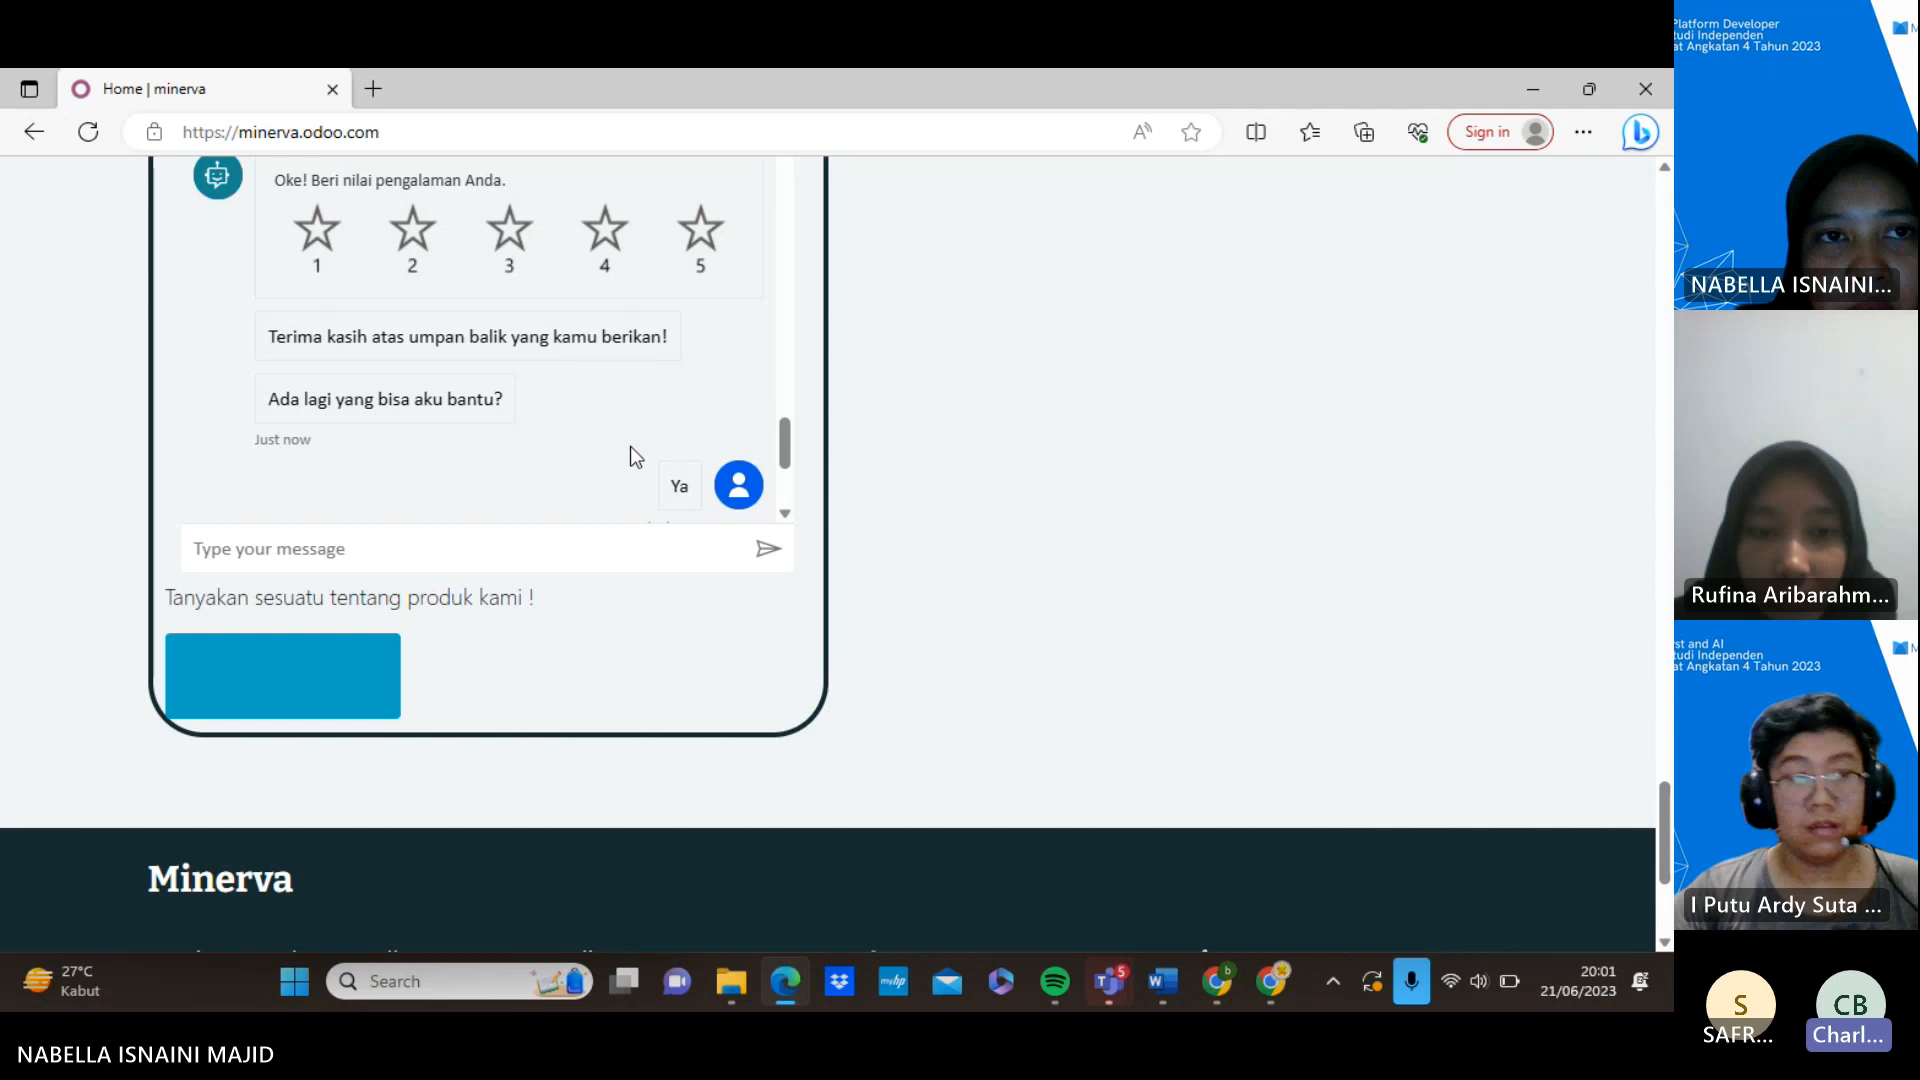 Home | minerva
https://minerva.odoo.com
Sign in
Oke! Beri nilai pengalaman Anda.
1 2 3 4 5
Terima kasih atas umpan balik yang kamu berikan!
Ada lagi yang bisa aku bantu?
Just now
Ya
Type your message
Tanyakan sesuatu tentang produk kami !
Minerva
27°C
Kabut
Search
myhp
5
20:01
21/06/2023
NABELLA ISNAINI MAJID
Platform Developer
tudi Independen
at Angkatan 4 Tahun 2023
NABELLA ISNAINI...
Rufina Aribarahm...
st and AI
tudi Independen
at Angkatan 4 Tahun 2023
I Putu Ardy Suta ...
S
SAFR...
CB
Charl...